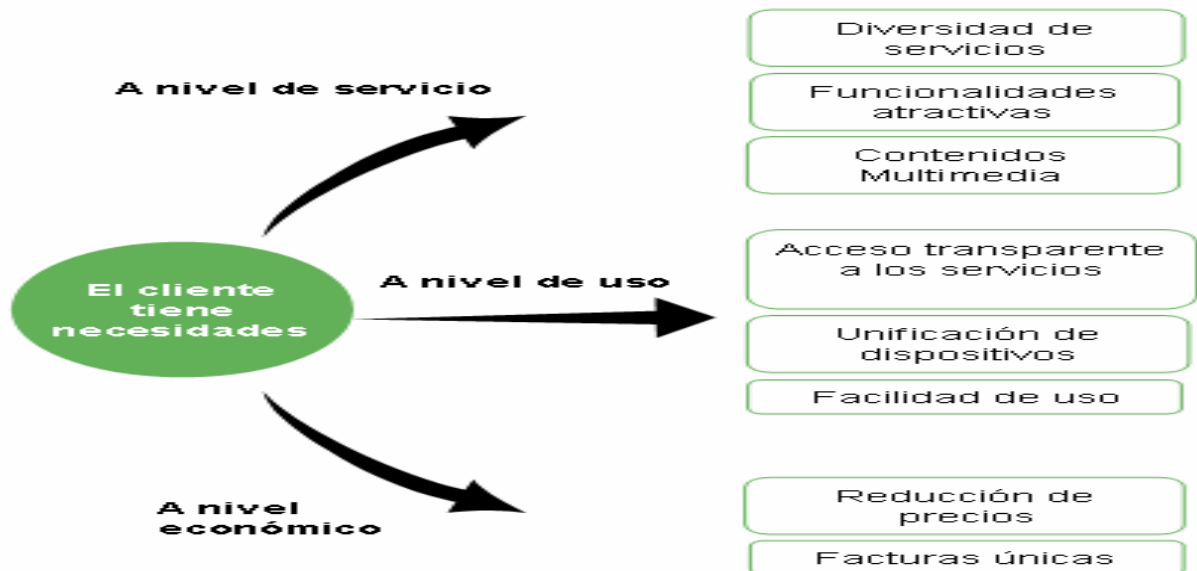 El cliente
tiene
necesidades
A nivel de servicio
Diversidad de
servicios
Funcionalidades
atractivas
Contenidos
Multimedia
A nivel de uso
Acceso transparente
a los servicios
Unificación de
dispositivos
Facilidad de uso
A nivel
económico
Reducción de
precios
Facturas únicas